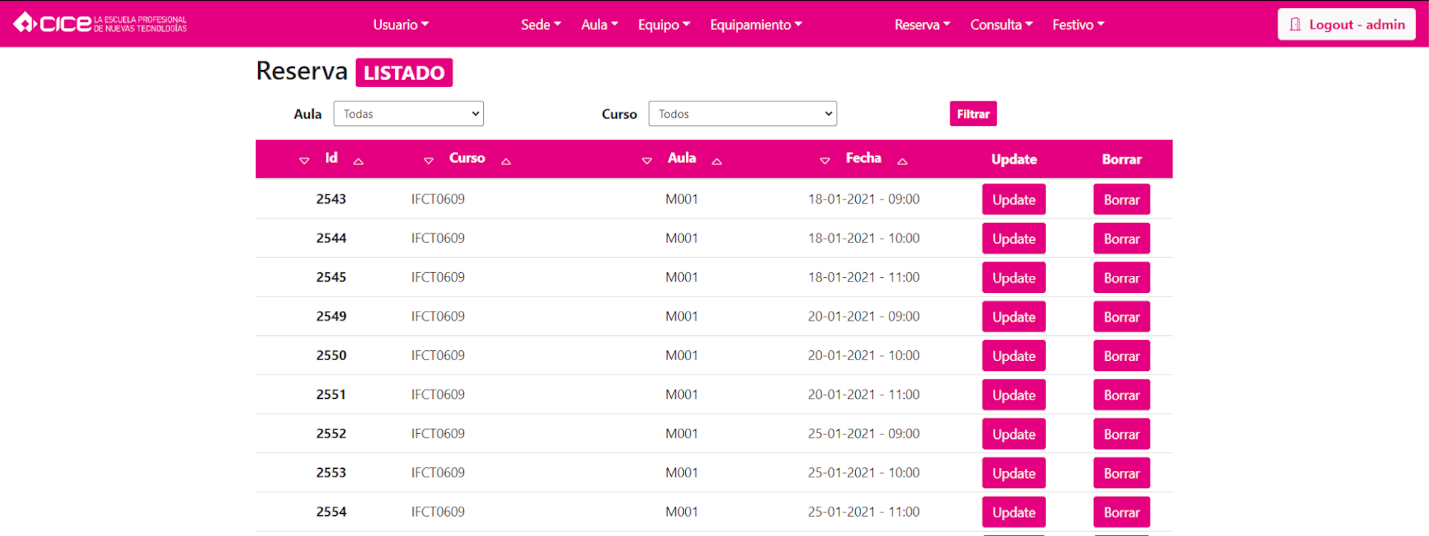 CICE LA ESCUELA PROFESIONAL DE NUEVAS TECNOLOGÍAS
Usuario Sede Aula Equipo Equipamiento Reserva Consulta Festivo Logout - admin
Reserva LISTADO
Aula Todas Curso Todos Filtrar
Id Curso Aula Fecha Update Borrar
2543 IFCT0609 M001 18-01-2021 - 09:00 Update Borrar
2544 IFCT0609 M001 18-01-2021 - 10:00 Update Borrar
2545 IFCT0609 M001 18-01-2021 - 11:00 Update Borrar
2549 IFCT0609 M001 20-01-2021 - 09:00 Update Borrar
2550 IFCT0609 M001 20-01-2021 - 10:00 Update Borrar
2551 IFCT0609 M001 20-01-2021 - 11:00 Update Borrar
2552 IFCT0609 M001 25-01-2021 - 09:00 Update Borrar
2553 IFCT0609 M001 25-01-2021 - 10:00 Update Borrar
2554 IFCT0609 M001 25-01-2021 - 11:00 Update Borrar